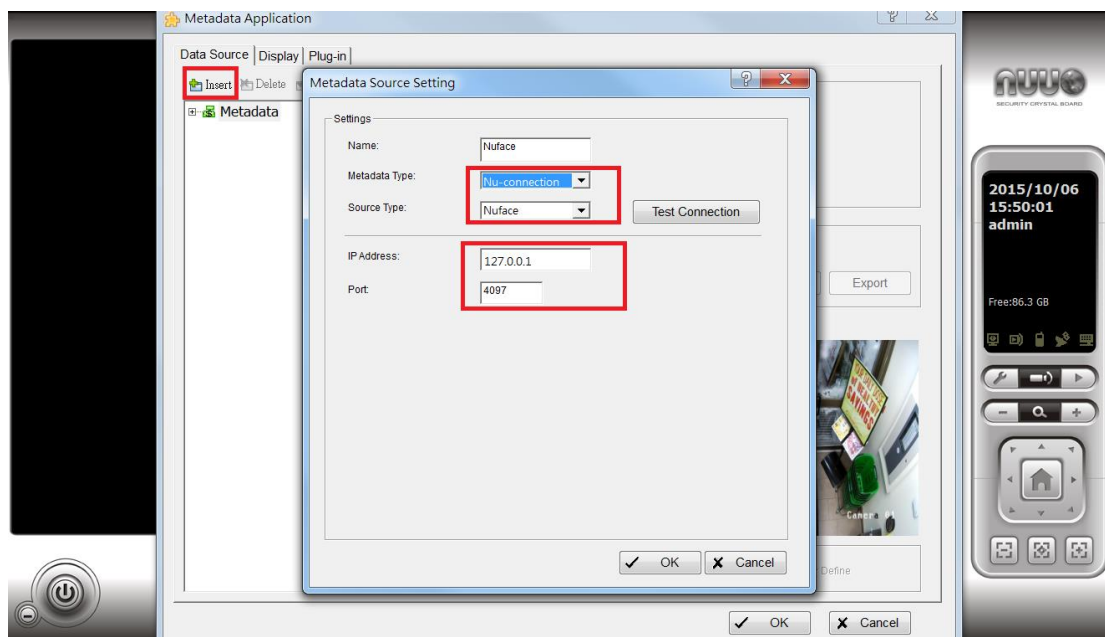 Metadata Application
Data Source Display Plug-in
Insert Delete
Metadata
Metadata Source Setting
Settings
Name: Nuface
Metadata Type: Nu-connection
Source Type: Nuface Test Connection
IP Address: 127.0.0.1
Port: 4097
OK Cancel
Export
Camera
Define
OK Cancel
nuuo
SECURITY CRYSTAL BOARD
2015/10/06
15:50:01
admin
Free:86.3 GB